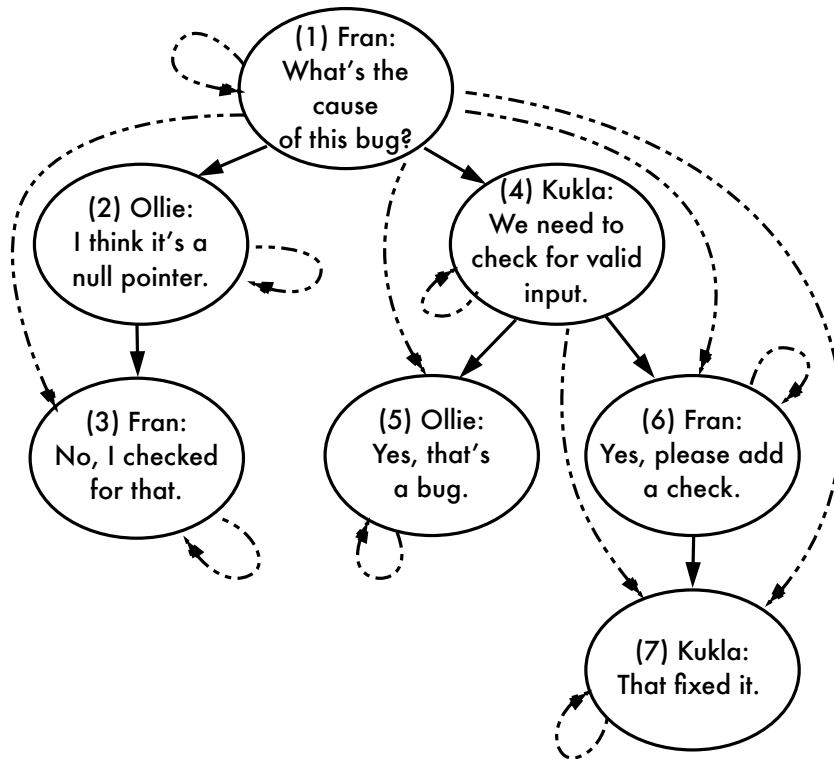 (1) Fran:
What's the
cause
of this bug?
(2) Ollie:
I think it's a
null pointer.
(4) Kukla:
We need to
check for valid
input.
(3) Fran:
No, I checked
for that.
(5) Ollie:
Yes, that's
a bug.
(6) Fran:
Yes, please add
a check.
(7) Kukla:
That fixed it.